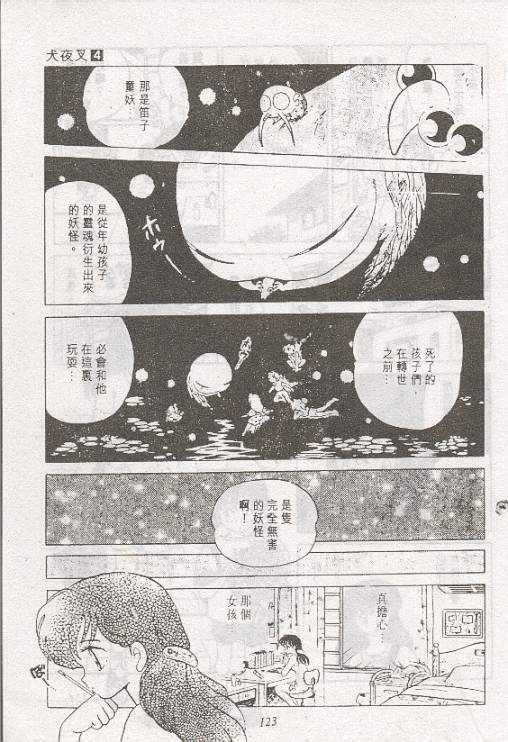 犬夜叉4
那是笛子
童妖…
是從年幼孩子
的靈魂衍生出來
的妖怪。
ホウ
死了的
孩子們，
在轉世
之前…
必會和他
在這裏
玩耍…
是隻
完全無害
的妖怪
啊！
真擔心…
那個
女孩
123